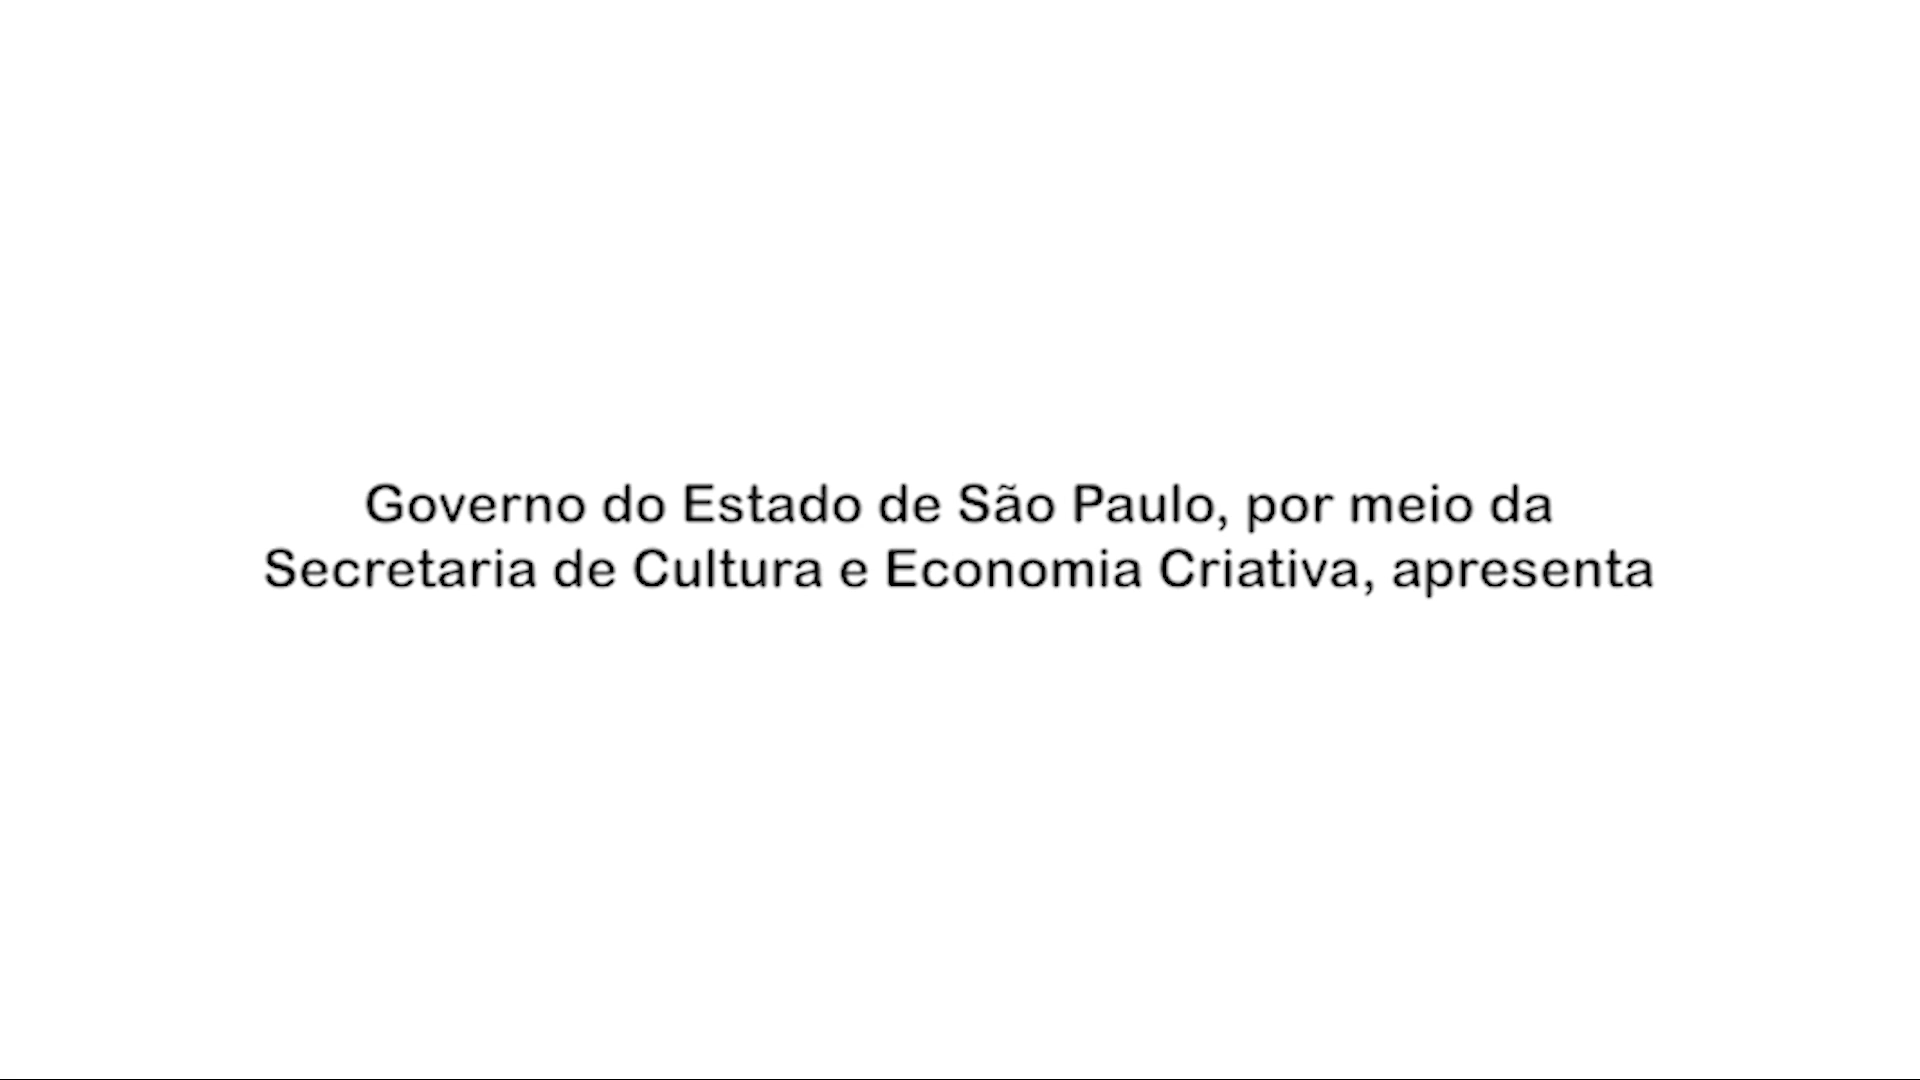 Governo do Estado de São Paulo, por meio da
Secretaria de Cultura e Economia Criativa, apresenta